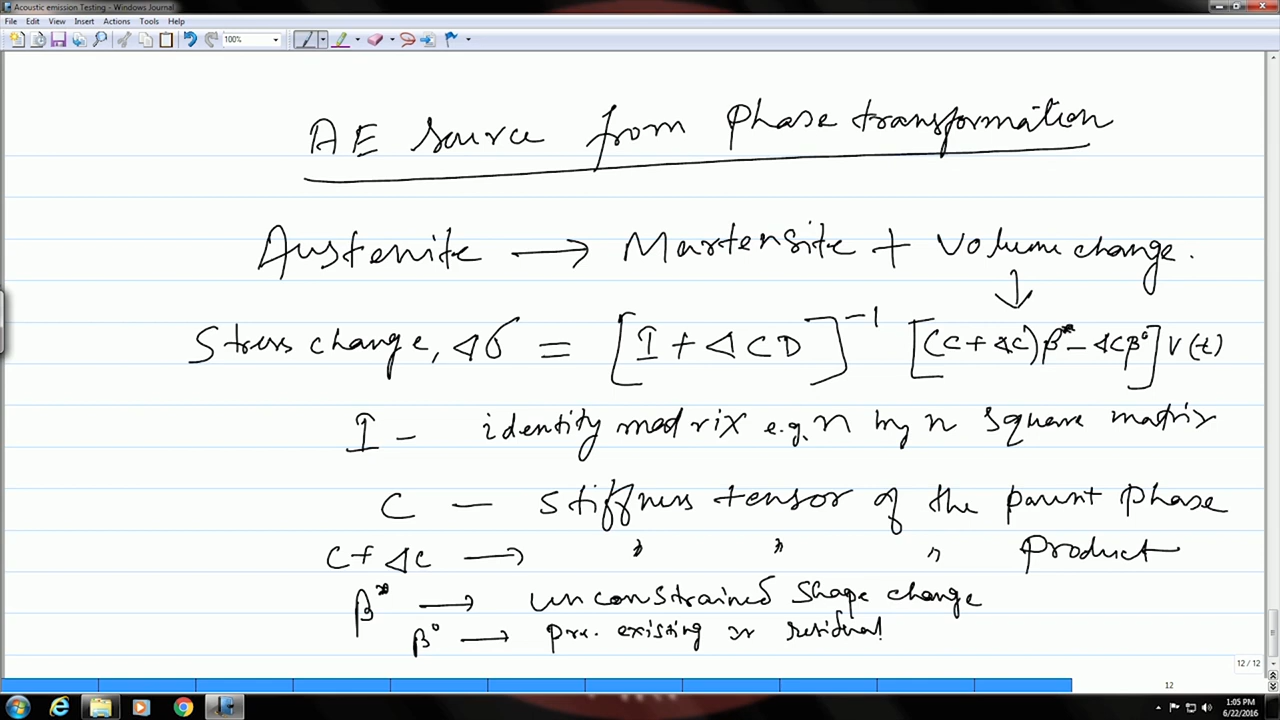 Acoustic emission Testing - Windows Journal
File Edit View Insert Actions Tools Help
100%
AE source from Phase transformation
Austenite → Martensite + Volume change.
↓
Stress change, Δσ = [I + ΔCD]⁻¹ [(C+ΔC)β* - ΔCβ⁰] V(t)
I - identity matrix e.g. n by n square matrix
C — stiffness tensor of the parent phase
C+ΔC → " " " Product
β* → unconstrained shape change
β⁰ → pre. existing or residual
12 / 12
12
1:05 PM
6/22/2016